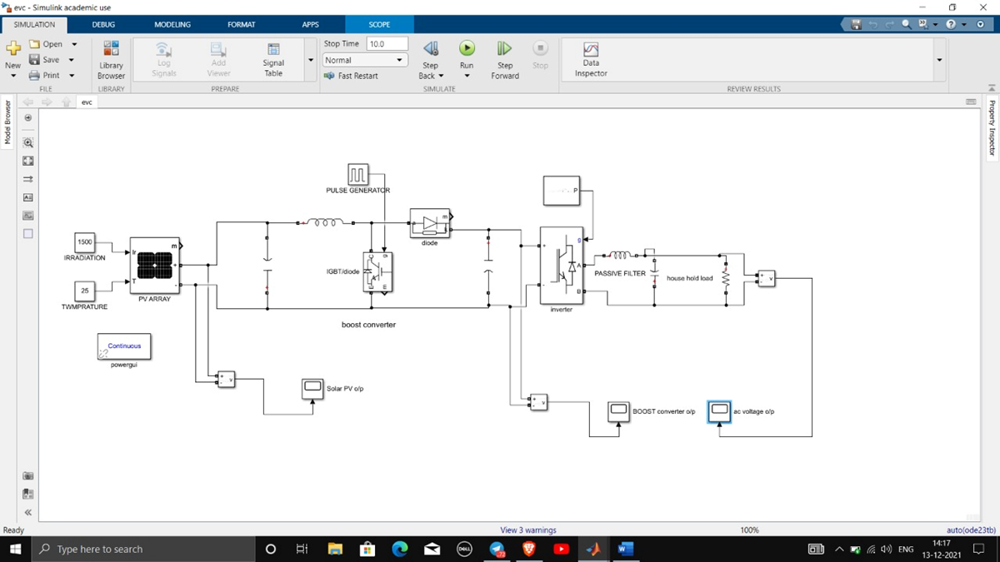 evc - Simulink academic use
SIMULATION DEBUG MODELING FORMAT APPS SCOPE
New
Open
Save
Print
FILE
Library
Browser
LIBRARY
Log
Signals
Add
Viewer
Signal
Table
PREPARE
Stop Time 10.0
Normal
Fast Restart
Step
Back
Run
Step
Forward
Stop
SIMULATE
Data
Inspector
REVIEW RESULTS
Model Browser
evc
Property Inspector
PULSE GENERATOR
P
1500
IRRADIATION
Ir
m
T
+
-
PV ARRAY
25
TWMPRATURE
Continuous
powergui
IGBT/diode
C
g
E
m
a
m
k
diode
boost converter
g
+
-
A
B
inverter
PASSIVE FILTER
house hold load
+
-
v
+
-
v
Solar PV o/p
+
-
v
BOOST converter o/p
ac voltage o/p
Ready
View 3 warnings
100%
auto(ode23tb)
Type here to search
DELL
72
W
ENG
14:17
13-12-2021